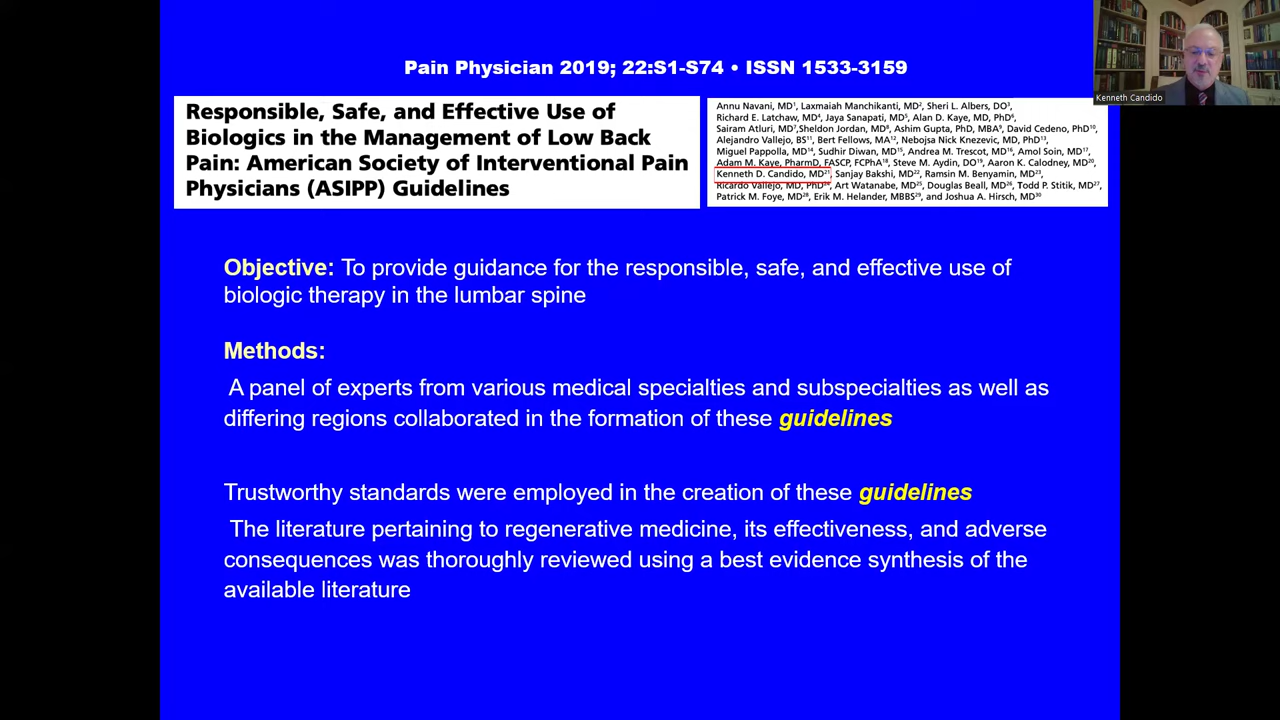 Pain Physician 2019; 22:S1-S74 • ISSN 1533-3159
Kenneth Candido
Responsible, Safe, and Effective Use of
Biologics in the Management of Low Back
Pain: American Society of Interventional Pain
Physicians (ASIPP) Guidelines
Annu Navani, MD¹, Laxmaiah Manchikanti, MD², Sheri L. Albers, DO³,
Richard E. Latchaw, MD⁴, Jaya Sanapati, MD⁵, Alan D. Kaye, MD, PhD⁶,
Sairam Atluri, MD⁷,Sheldon Jordan, MD⁸, Ashim Gupta, PhD, MBA⁹, David Cedeno, PhD¹⁰,
Alejandro Vallejo, BS¹¹, Bert Fellows, MA¹², Nebojsa Nick Knezevic, MD, PhD¹³,
Miguel Pappolla, MD¹⁴, Sudhir Diwan, MD¹⁵, Andrea M. Trescot, MD¹⁶, Amol Soin, MD¹⁷,
Adam M. Kaye, PharmD, FASCP, FCPhA¹⁸, Steve M. Aydin, DO¹⁹, Aaron K. Calodney, MD²⁰,
Kenneth D. Candido, MD²¹, Sanjay Bakshi, MD²², Ramsin M. Benyamin, MD²³,
Ricardo Vallejo, MD, PhD²⁴, Art Watanabe, MD²⁵, Douglas Beall, MD²⁶, Todd P. Stitik, MD²⁷,
Patrick M. Foye, MD²⁸, Erik M. Helander, MBBS²⁹, and Joshua A. Hirsch, MD³⁰
Objective: To provide guidance for the responsible, safe, and effective use of
biologic therapy in the lumbar spine
Methods:
A panel of experts from various medical specialties and subspecialties as well as
differing regions collaborated in the formation of these guidelines
Trustworthy standards were employed in the creation of these guidelines
The literature pertaining to regenerative medicine, its effectiveness, and adverse
consequences was thoroughly reviewed using a best evidence synthesis of the
available literature